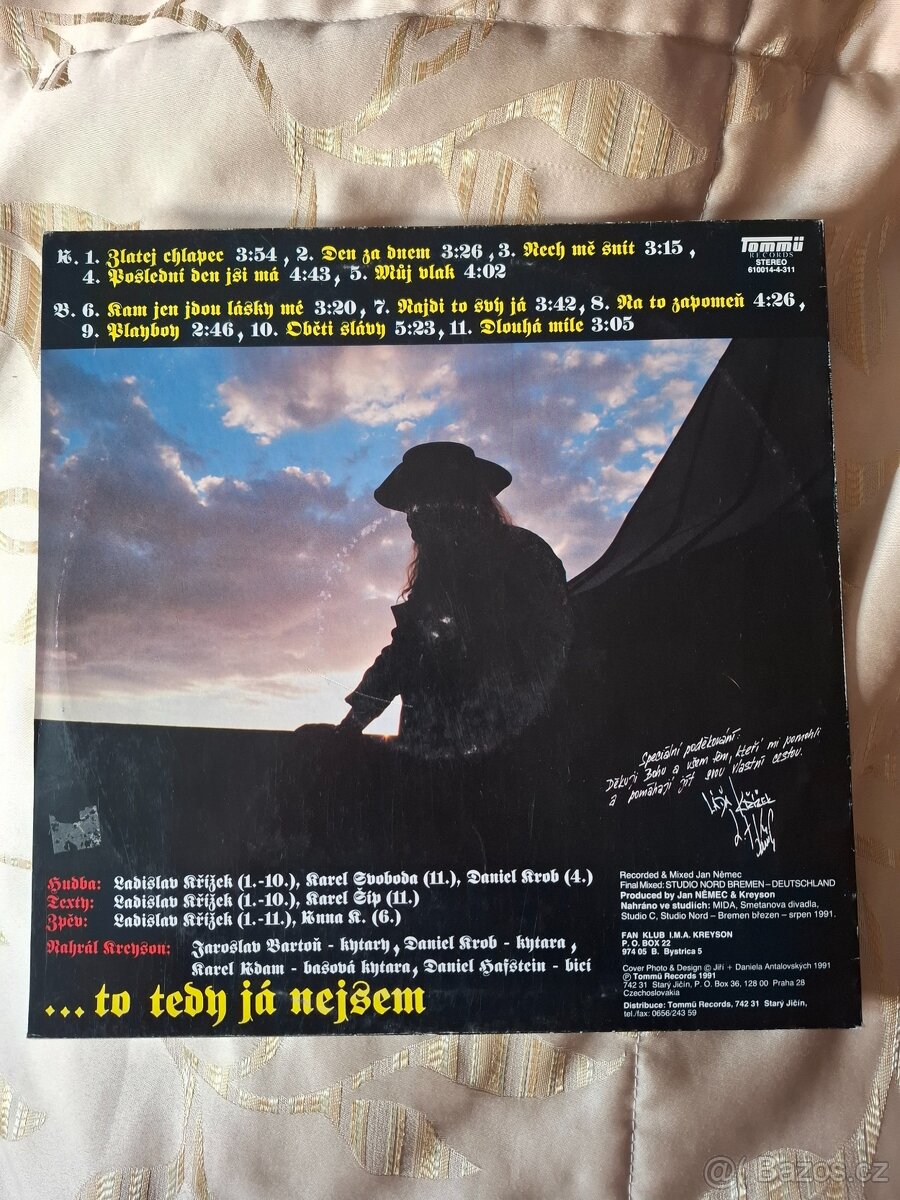 A. 1. Zlatej chlapec 3:54, 2. Den za dnem 3:26, 3. Nech mě snít 3:15,
4. Poslední den jsi má 4:43, 5. Můj vlak 4:02
B. 6. Kam jen jdou lásky mé 3:20, 7. Najdi to svý já 3:42, 8. Na to zapomeň 4:26,
9. Playboy 2:46, 10. Oběti slávy 5:23, 11. Dlouhá míle 3:05
Tommü
RECORDS
STEREO
610014-4-311
Speciální poděkování:
Děkuji Bohu a všem těm, kteří mi pomohli
a pomáhají jít svou vlastní cestou.
Láďa Křížek
Hudba: Ladislav Křížek (1.-10.), Karel Svoboda (11.), Daniel Krob (4.)
Texty: Ladislav Křížek (1.-10.), Karel Šíp (11.)
Zpěv: Ladislav Křížek (1.-11.), Anna K. (6.)
Nahrál Kreyson: Jaroslav Bartoň - kytary, Daniel Krob - kytara,
Karel Adam - basová kytara, Daniel Hafstein - bicí
...to tedy já nejsem
Recorded & Mixed Jan Němec
Final Mixed: STUDIO NORD BREMEN – DEUTSCHLAND
Produced by Jan NĚMEC & Kreyson
Nahráno ve studiích: MIDA, Smetanova divadla,
Studio C, Studio Nord – Bremen březen – srpen 1991.
FAN KLUB I.M.A. KREYSON
P. O. BOX 22
974 05 B. Bystrica 5
Cover Photo & Design © Jiří + Daniela Antalovských 1991
℗ Tommü Records 1991
742 31 Starý Jičín, P. O. Box 36, 128 00 Praha 28
Czechoslovakia
Distribuce: Tommü Records, 742 31 Starý Jičín,
tel./fax: 0656/243 59
@ Bazos.cz